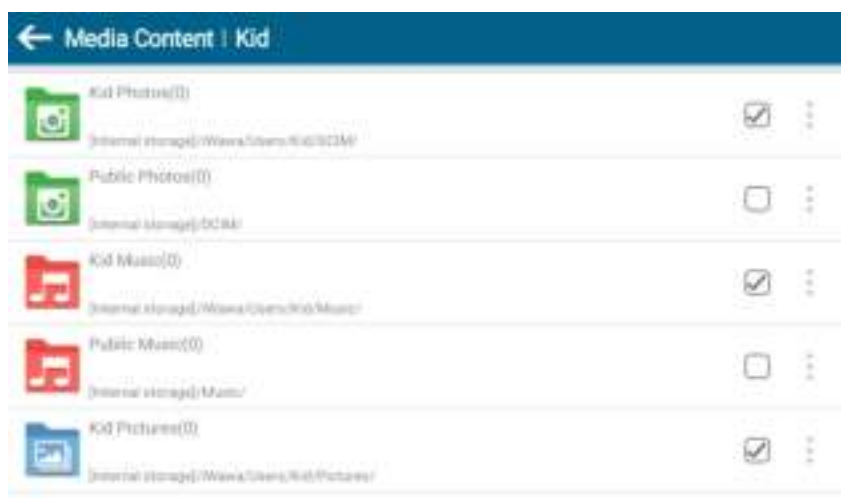 Media Content | Kid
Kid Photos(0)
[internal storage]/Wawa/Users/Kid/DCIM/
Public Photos(0)
[internal storage]/DCIM/
Kid Music(0)
[internal storage]/Wawa/Users/Kid/Music/
Public Music(0)
[internal storage]/Music/
Kid Pictures(0)
[internal storage]/Wawa/Users/Kid/Pictures/